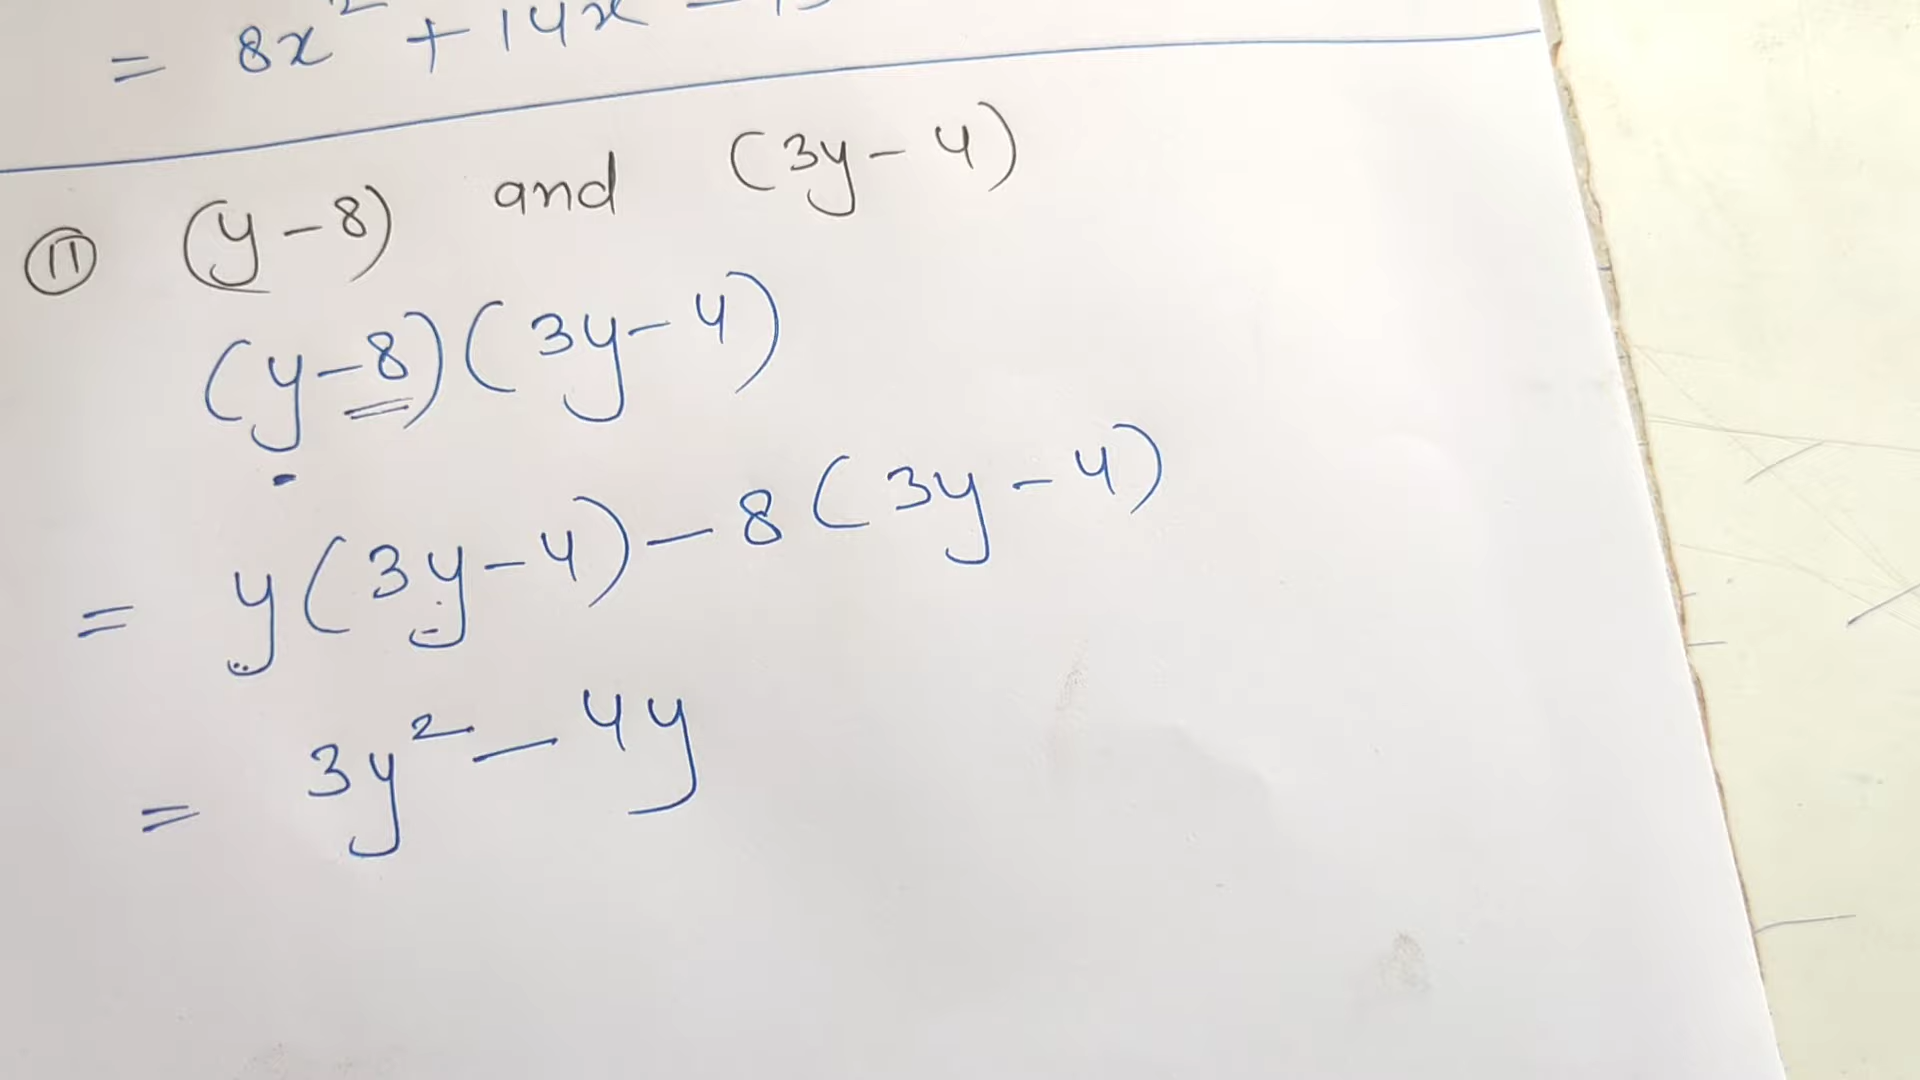 = 8x² + 14x -
(11) (y-8) and (3y-4)
(y-8)(3y-4)
= y(3y-4)-8(3y-4)
= 3y² - 4y